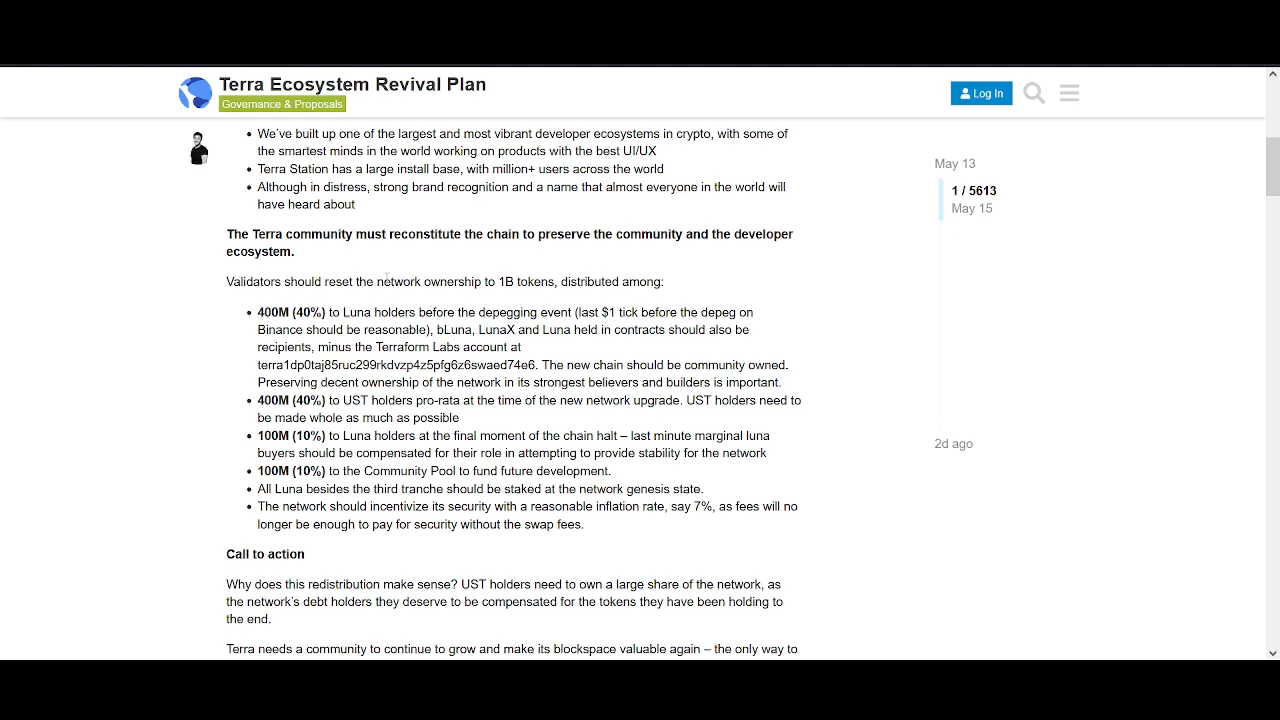 Terra Ecosystem Revival Plan
Governance & Proposals
Log In
• We've built up one of the largest and most vibrant developer ecosystems in crypto, with some of
the smartest minds in the world working on products with the best UI/UX
• Terra Station has a large install base, with million+ users across the world
• Although in distress, strong brand recognition and a name that almost everyone in the world will
have heard about
The Terra community must reconstitute the chain to preserve the community and the developer
ecosystem.
Validators should reset the network ownership to 1B tokens, distributed among:
• 400M (40%) to Luna holders before the depegging event (last $1 tick before the depeg on
Binance should be reasonable), bLuna, LunaX and Luna held in contracts should also be
recipients, minus the Terraform Labs account at
terra1dp0taj85ruc299rkdvzp4z5pfg6z6swaed74e6. The new chain should be community owned.
Preserving decent ownership of the network in its strongest believers and builders is important.
• 400M (40%) to UST holders pro-rata at the time of the new network upgrade. UST holders need to
be made whole as much as possible
• 100M (10%) to Luna holders at the final moment of the chain halt – last minute marginal luna
buyers should be compensated for their role in attempting to provide stability for the network
• 100M (10%) to the Community Pool to fund future development.
• All Luna besides the third tranche should be staked at the network genesis state.
• The network should incentivize its security with a reasonable inflation rate, say 7%, as fees will no
longer be enough to pay for security without the swap fees.
Call to action
Why does this redistribution make sense? UST holders need to own a large share of the network, as
the network's debt holders they deserve to be compensated for the tokens they have been holding to
the end.
Terra needs a community to continue to grow and make its blockspace valuable again – the only way to
May 13
1 / 5613
May 15
2d ago